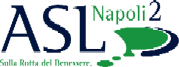 ASL Napoli 2
Sulla Rotta del Benessere.